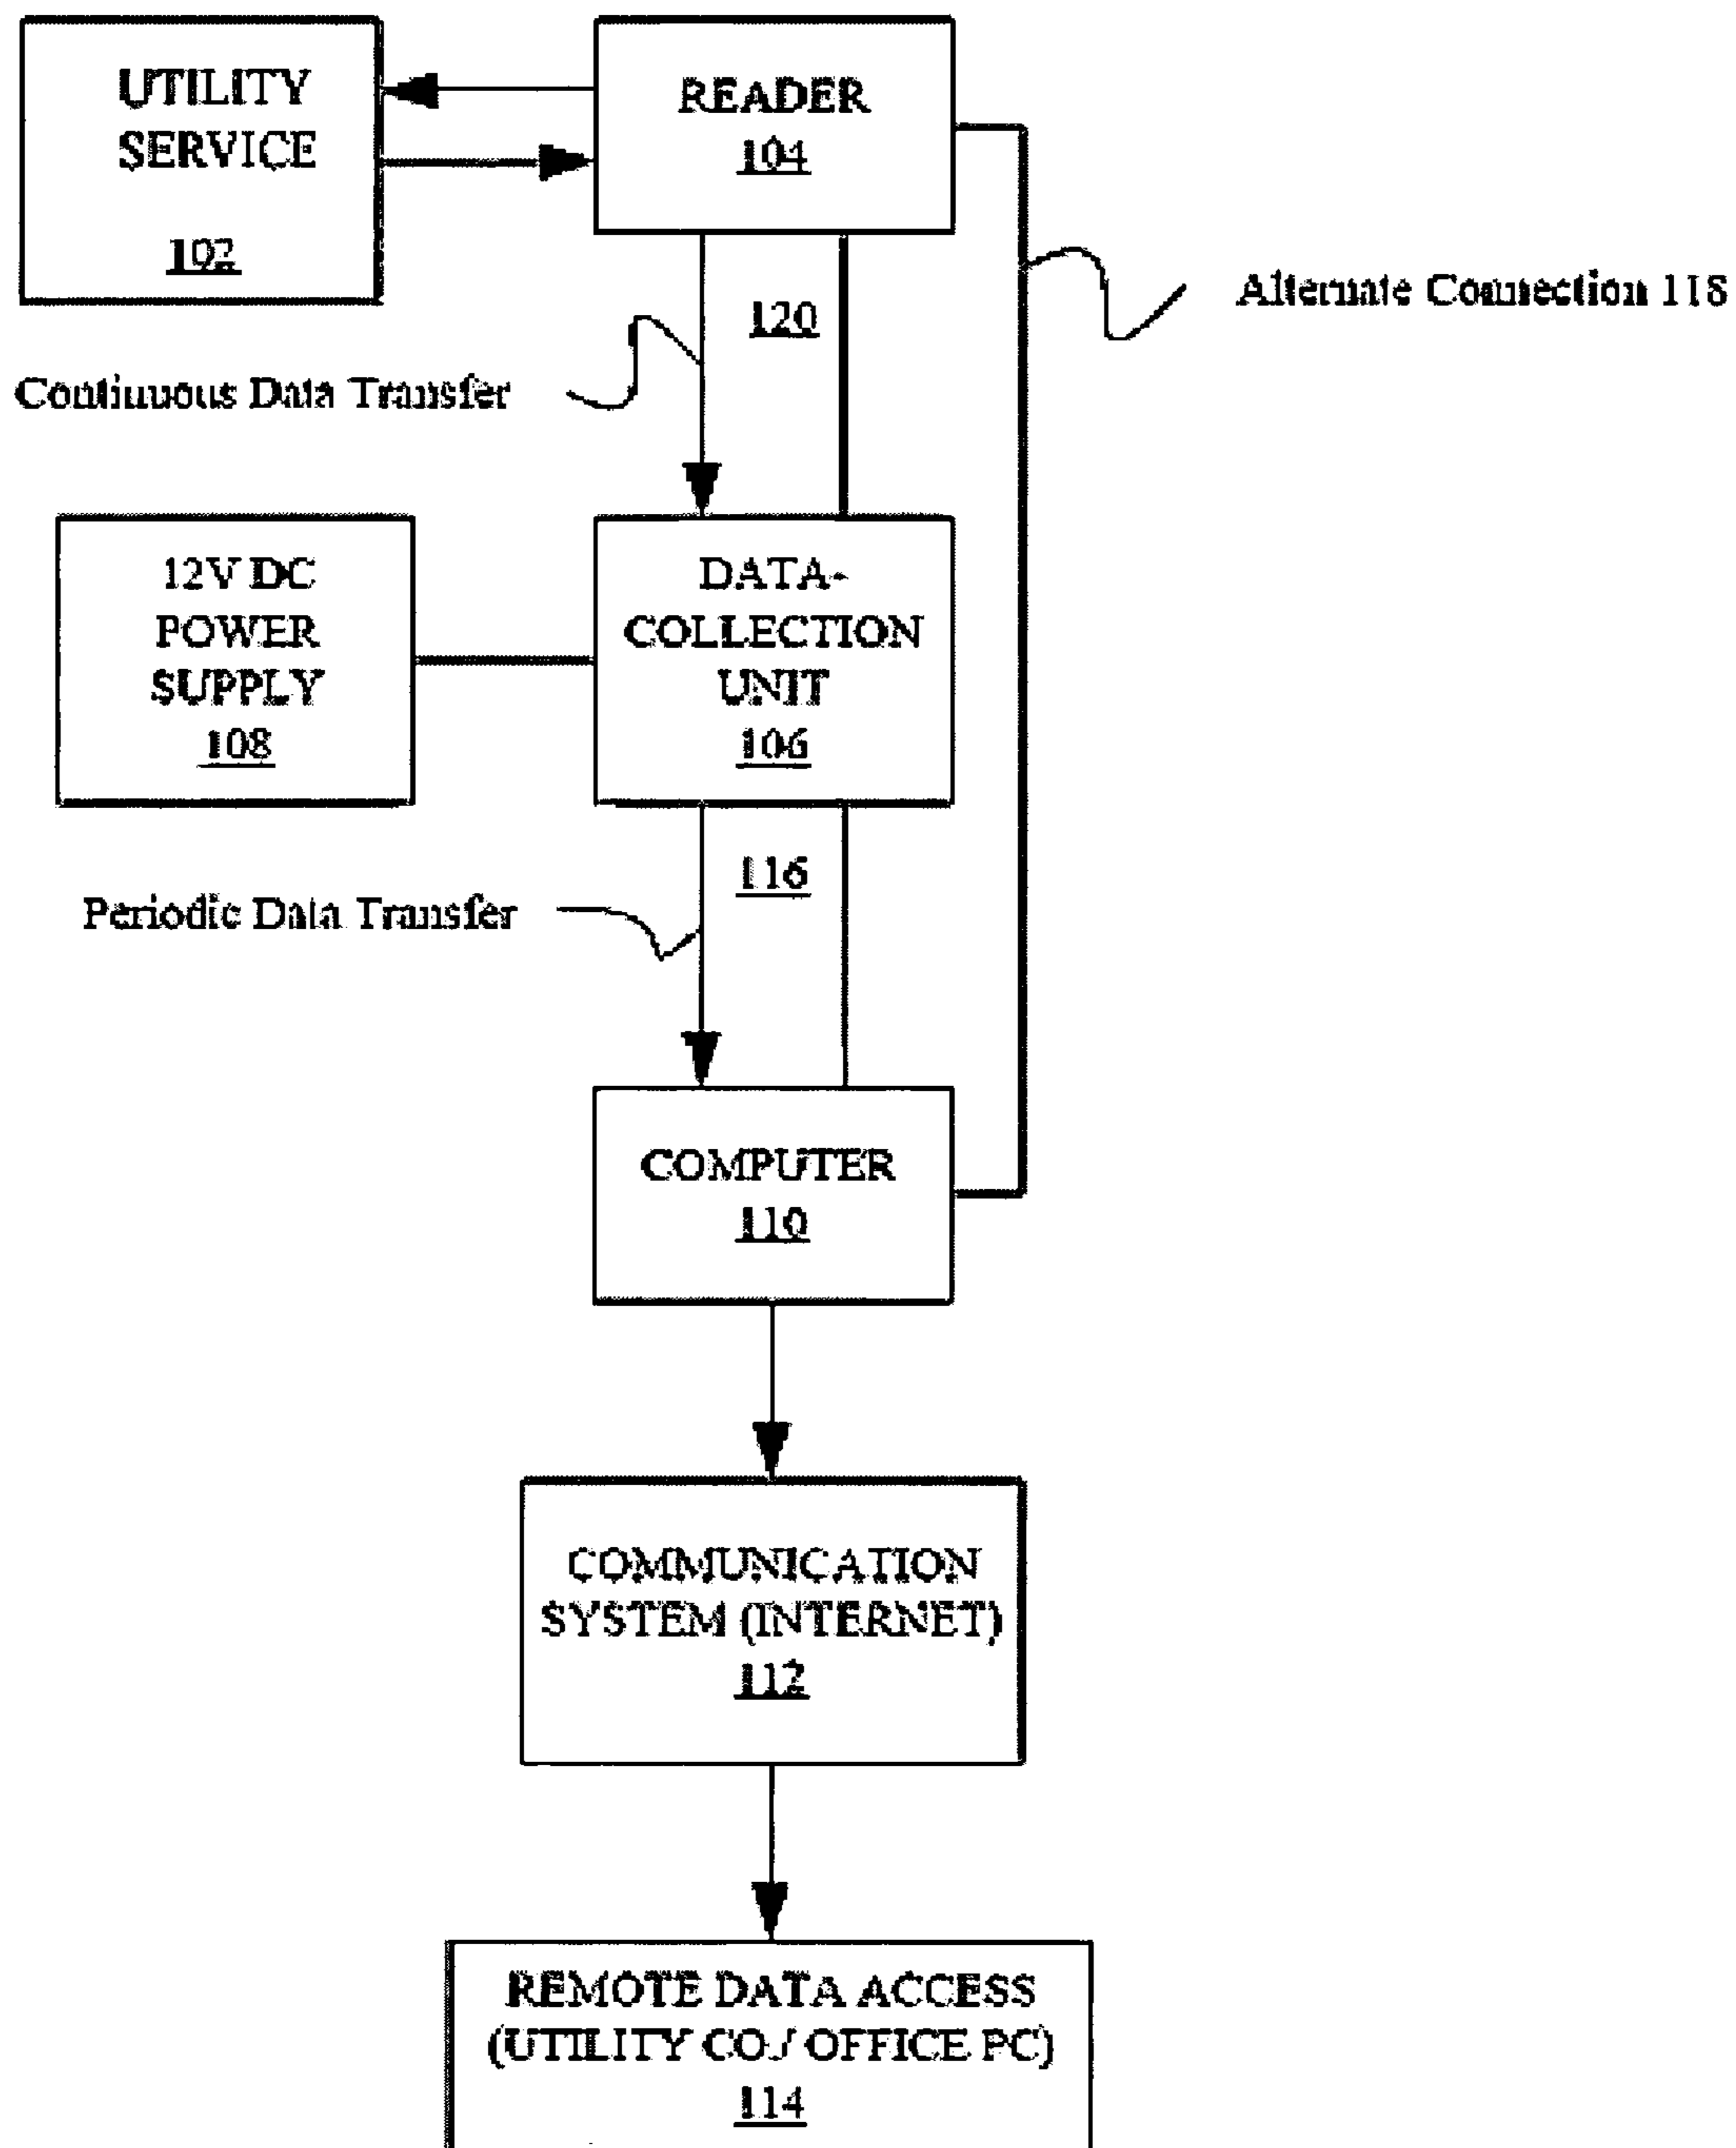 UTILITY
SERVICE
102
READER
104
Alternate Connection 118
120
Continuous Data Transfer
12V DC
POWER
SUPPLY
108
DATA-
COLLECTION
UNIT
106
116
Periodic Data Transfer
COMPUTER
110
COMMUNICATION
SYSTEM (INTERNET)
112
REMOTE DATA ACCESS
(UTILITY CO./ OFFICE PC)
114